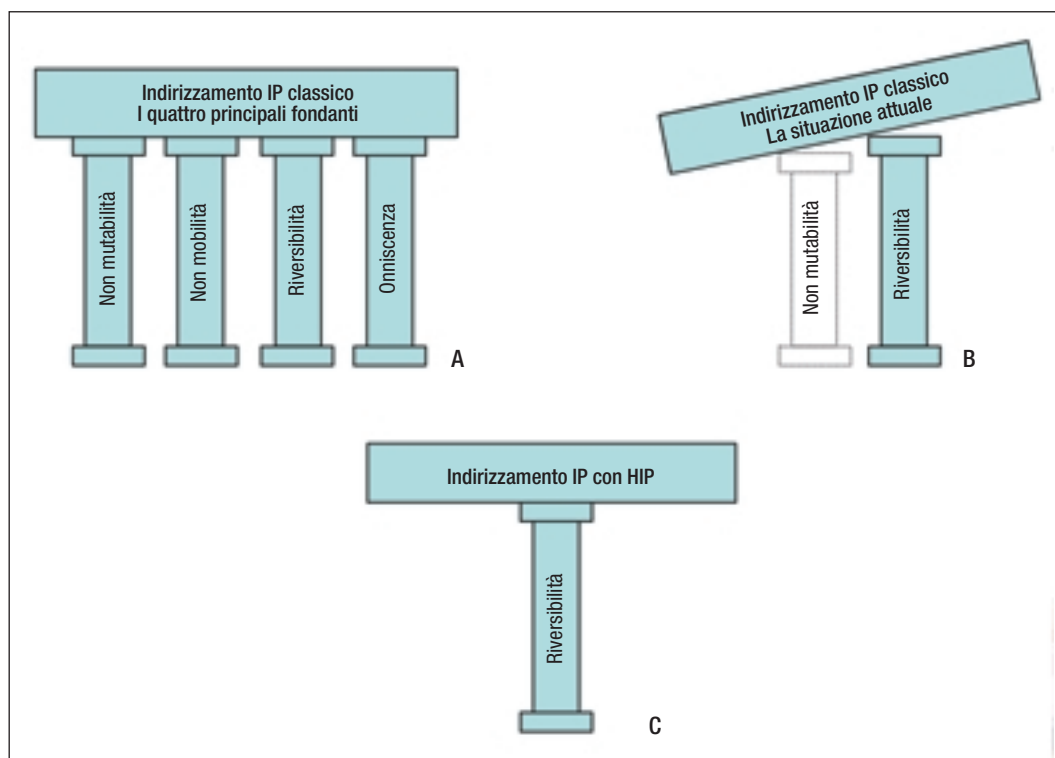 Indirizzamento IP classico
I quattro principali fondanti
Non mutabilità
Non mobilità
Riversibilità
Onniscenza
A
Indirizzamento IP classico
La situazione attuale
Non mutabilità
Riversibilità
B
Indirizzamento IP con HIP
Riversibilità
C